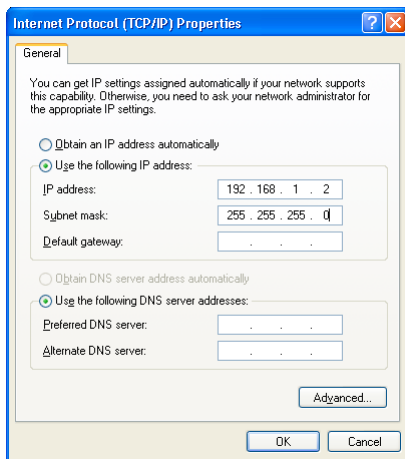 Internet Protocol (TCP/IP) Properties
General
You can get IP settings assigned automatically if your network supports
this capability. Otherwise, you need to ask your network administrator for
the appropriate IP settings.
Obtain an IP address automatically
Use the following IP address:
IP address: 192 . 168 . 1 . 2
Subnet mask: 255 . 255 . 255 . 0
Default gateway: . . .
Obtain DNS server address automatically
Use the following DNS server addresses:
Preferred DNS server: . . .
Alternate DNS server: . . .
Advanced...
OK Cancel